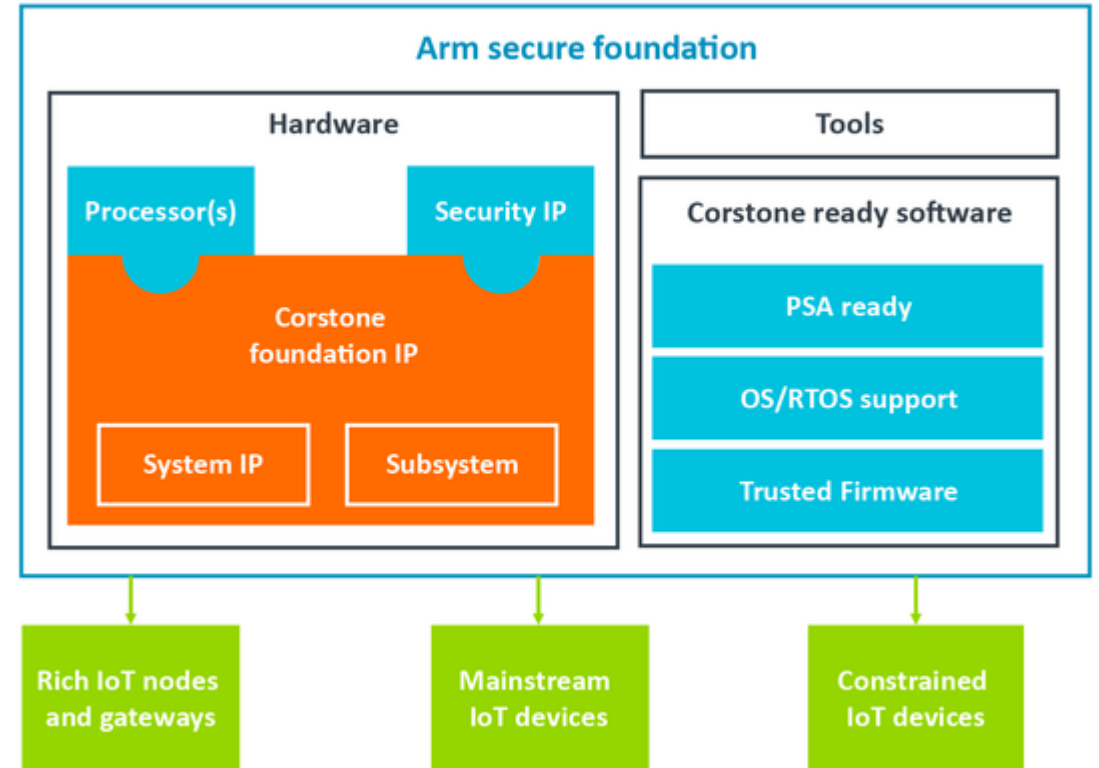 Arm secure foundation
Hardware
Processor(s)
Security IP
Corstone
foundation IP
System IP
Subsystem
Tools
Corstone ready software
PSA ready
OS/RTOS support
Trusted Firmware
Rich IoT nodes
and gateways
Mainstream
IoT devices
Constrained
IoT devices